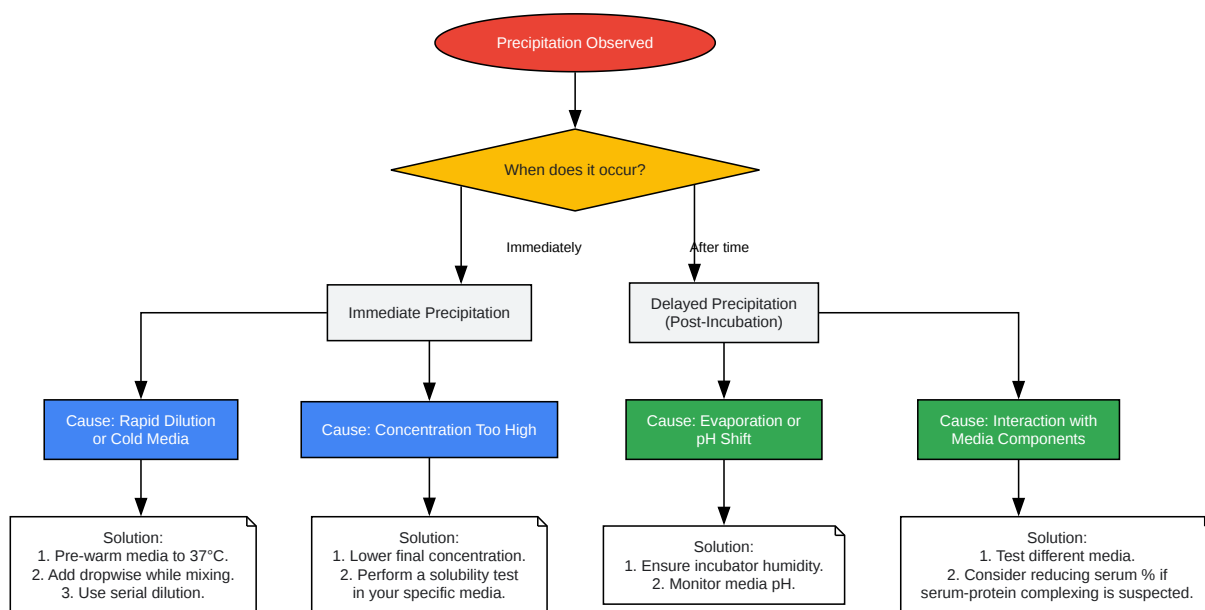 Precipitation Observed
When does it occur?
Immediately
After time
Immediate Precipitation
Delayed Precipitation
(Post-Incubation)
Cause: Rapid Dilution
or Cold Media
Cause: Concentration Too High
Cause: Evaporation or
pH Shift
Cause: Interaction with
Media Components
Solution:
1. Pre-warm media to 37°C.
2. Add dropwise while mixing.
3. Use serial dilution.
Solution:
1. Lower final concentration.
2. Perform a solubility test
in your specific media.
Solution:
1. Ensure incubator humidity.
2. Monitor media pH.
Solution:
1. Test different media.
2. Consider reducing serum % if
serum-protein complexing is suspected.